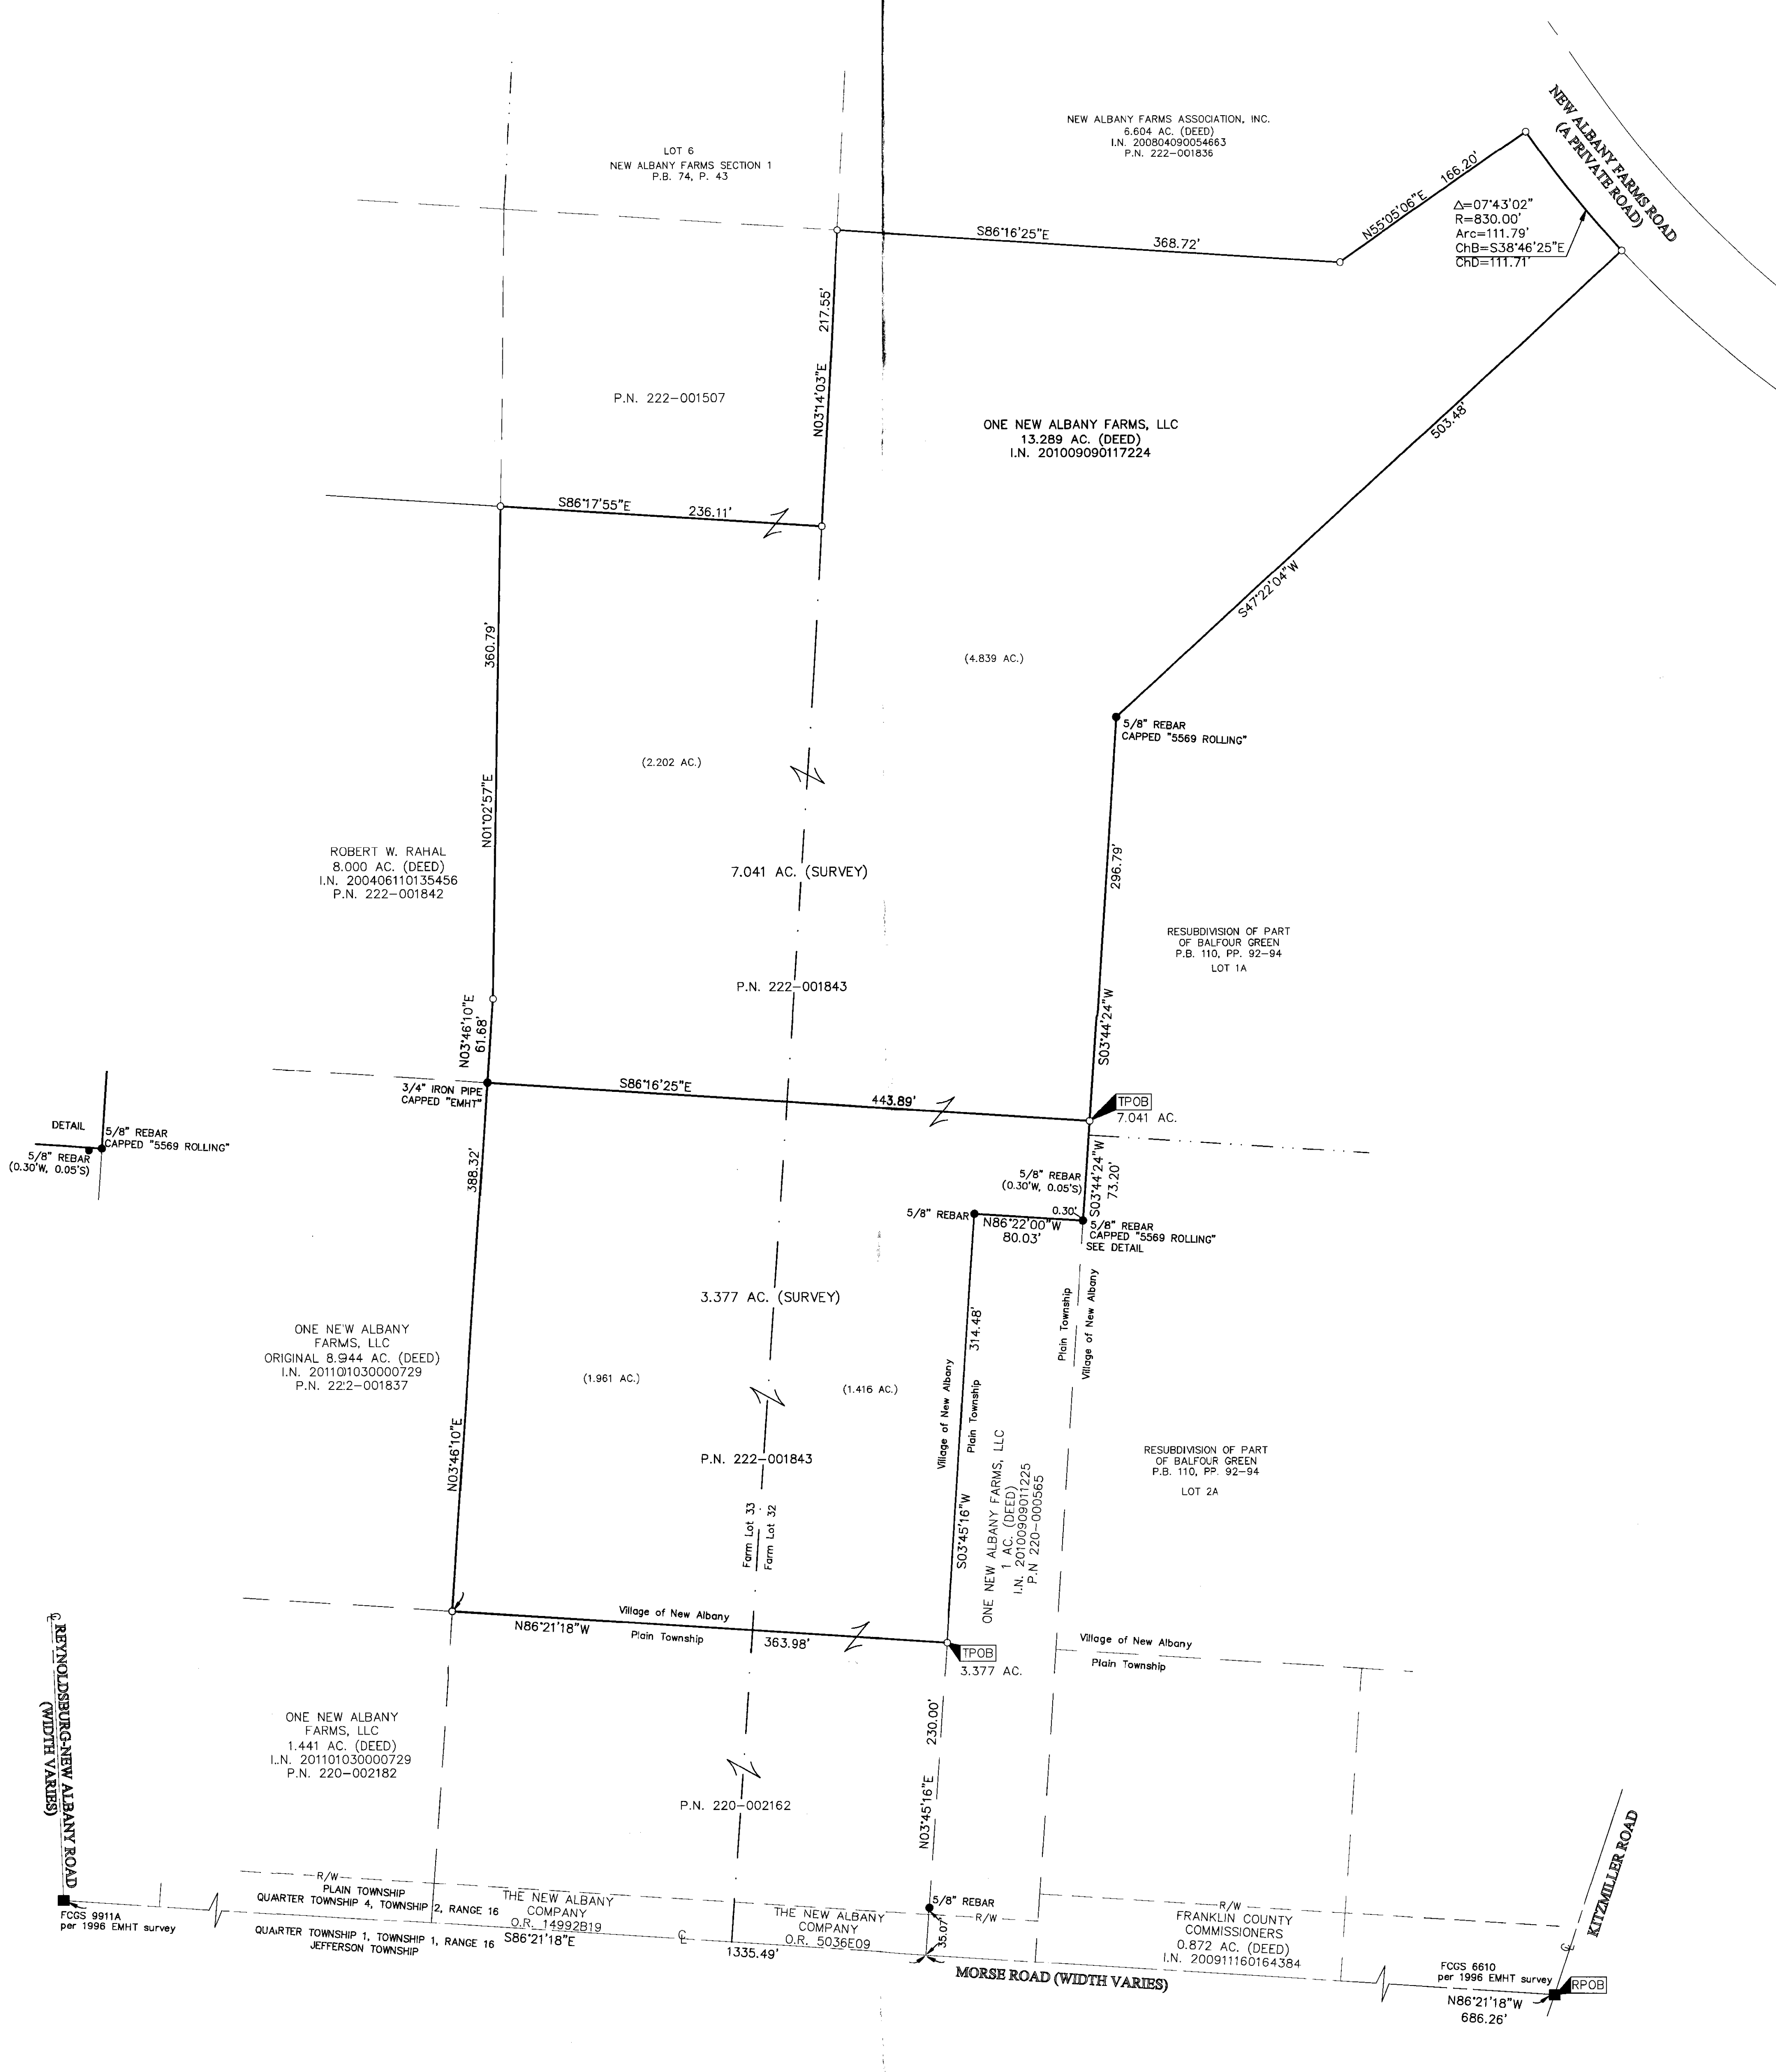 NEW ALBANY FARMS ASSOCIATION, INC.
6.604 AC. (DEED)
I.N. 200804090054663
P.N. 222-001836
LOT 6
NEW ALBANY FARMS SECTION 1
P.B. 74, P. 43
NEW ALBANY FARMS ROAD
(A PRIVATE ROAD)
N55°05'06"E
166.20'
Δ=07°43'02"
R=830.00'
Arc=111.79'
ChB=S38°46'25"E
ChD=111.71'
S86°16'25"E
368.72'
217.55'
N03°14'03"E
P.N. 222-001507
ONE NEW ALBANY FARMS, LLC
13.289 AC. (DEED)
I.N. 201009090117224
503.48'
S47°22'04"W
S86°17'55"E
236.11'
360.79'
N01°02'57"E
(4.839 AC.)
5/8" REBAR
CAPPED "5569 ROLLING"
(2.202 AC.)
ROBERT W. RAHAL
8.000 AC. (DEED)
I.N. 200406110135456
P.N. 222-001842
7.041 AC. (SURVEY)
296.79'
S03°44'24"W
RESUBDIVISION OF PART
OF BALFOUR GREEN
P.B. 110, PP. 92-94
LOT 1A
P.N. 222-001843
N03°46'10"E
61.68'
3/4" IRON PIPE
CAPPED "EMHT"
S86°16'25"E
443.89'
TPOB
7.041 AC.
DETAIL
5/8" REBAR
CAPPED "5569 ROLLING"
5/8" REBAR
(0.30'W, 0.05'S)
388.32'
N03°46'10"E
5/8" REBAR
(0.30'W, 0.05'S)
S03°44'24"W
73.20'
0.30'
5/8" REBAR
N86°22'00"W
80.03'
5/8" REBAR
CAPPED "5569 ROLLING"
SEE DETAIL
3.377 AC. (SURVEY)
314.48'
S03°45'16"W
Village of New Albany
Plain Township
Plain Township
Village of New Albany
ONE NEW ALBANY
FARMS, LLC
ORIGINAL 8.944 AC. (DEED)
I.N. 201101030000729
P.N. 222-001837
(1.961 AC.)
(1.416 AC.)
P.N. 222-001843
Farm Lot 33
Farm Lot 32
ONE NEW ALBANY FARMS, LLC
1 AC. (DEED)
I.N. 20100909011225
P.N 220-000565
RESUBDIVISION OF PART
OF BALFOUR GREEN
P.B. 110, PP. 92-94
LOT 2A
Village of New Albany
N86°21'18"W
Plain Township
363.98'
TPOB
3.377 AC.
Village of New Albany
Plain Township
REYNOLDSBURG-NEW ALBANY ROAD
(WIDTH VARIES)
ONE NEW ALBANY
FARMS, LLC
1.441 AC. (DEED)
I.N. 201101030000729
P.N. 220-002182
P.N. 220-002162
230.00'
N03°45'16"E
KITZMILLER ROAD
R/W
PLAIN TOWNSHIP
QUARTER TOWNSHIP 4, TOWNSHIP 2, RANGE 16
QUARTER TOWNSHIP 1, TOWNSHIP 1, RANGE 16
JEFFERSON TOWNSHIP
FCGS 9911A
per 1996 EMHT survey
THE NEW ALBANY
COMPANY
O.R. 14992B19
S86°21'18"E
THE NEW ALBANY
COMPANY
O.R. 5036E09
1335.49'
5/8" REBAR
R/W
35.07'
R/W
FRANKLIN COUNTY
COMMISSIONERS
0.872 AC. (DEED)
I.N. 200911160164384
MORSE ROAD (WIDTH VARIES)
FCGS 6610
per 1996 EMHT survey
RPOB
N86°21'18"W
686.26'